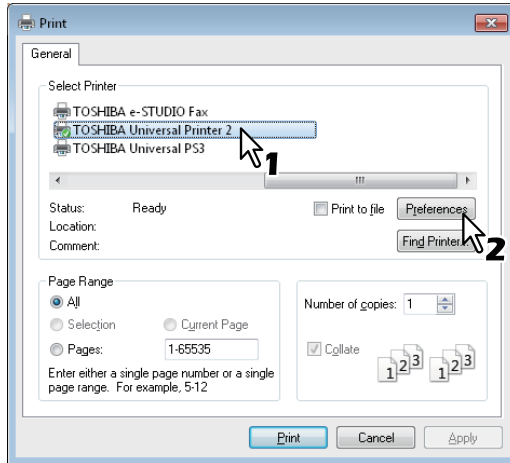 Print
General
Select Printer
TOSHIBA e-STUDIO Fax
TOSHIBA Universal Printer 2
TOSHIBA Universal PS3
1
Status: Ready
Print to file
Preferences
Location:
Comment:
Find Printer...
2
Page Range
All
Selection
Current Page
Pages:
1-65535
Enter either a single page number or a single
page range. For example, 5-12
Number of copies: 1
Collate
1 2 3 1 2 3
Print Cancel Apply